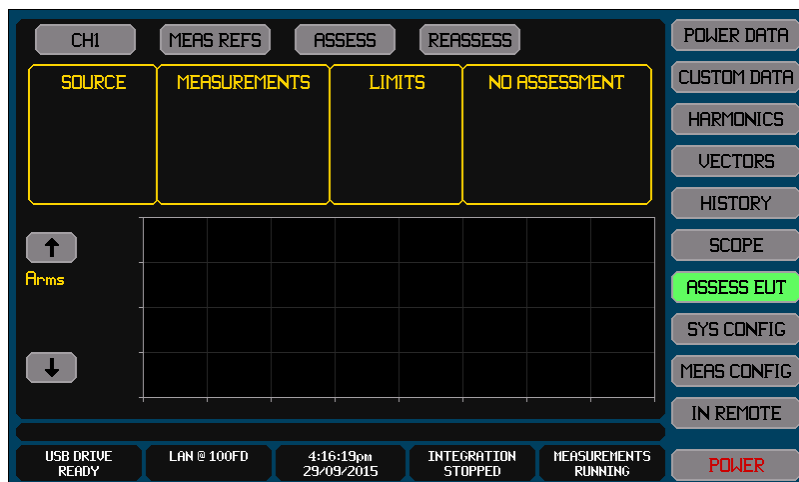 CH1 MEAS REFS ASSESS REASSESS
SOURCE MEASUREMENTS LIMITS NO ASSESSMENT
Arms
POWER DATA
CUSTOM DATA
HARMONICS
VECTORS
HISTORY
SCOPE
ASSESS EUT
SYS CONFIG
MEAS CONFIG
IN REMOTE
POWER
USB DRIVE
READY
LAN @ 100FD
4:16:19pm
29/09/2015
INTEGRATION
STOPPED
MEASUREMENTS
RUNNING